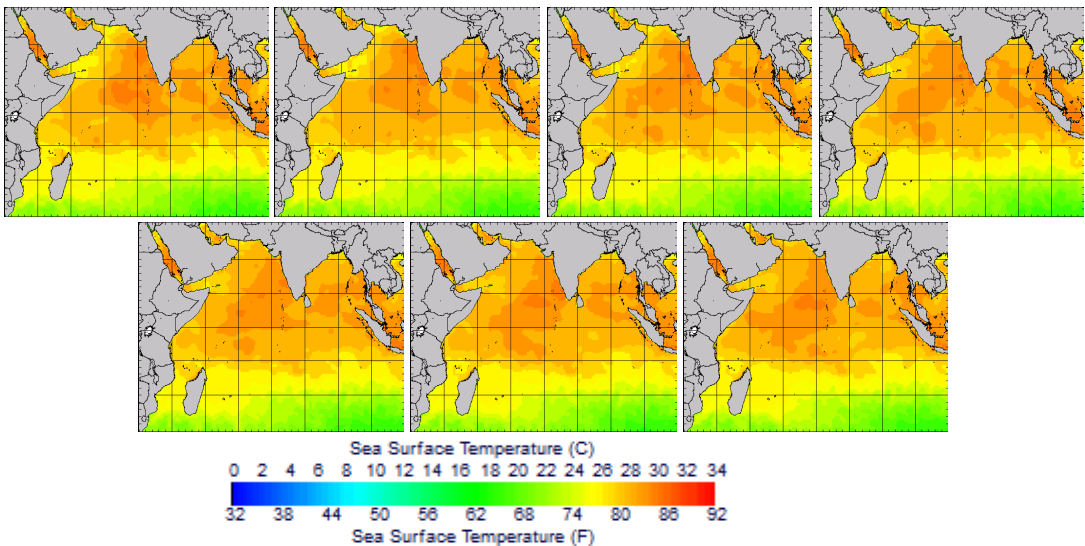 Sea Surface Temperature (C)
0 2 4 6 8 10 12 14 16 18 20 22 24 26 28 30 32 34
32 38 44 50 56 62 68 74 80 86 92
Sea Surface Temperature (F)